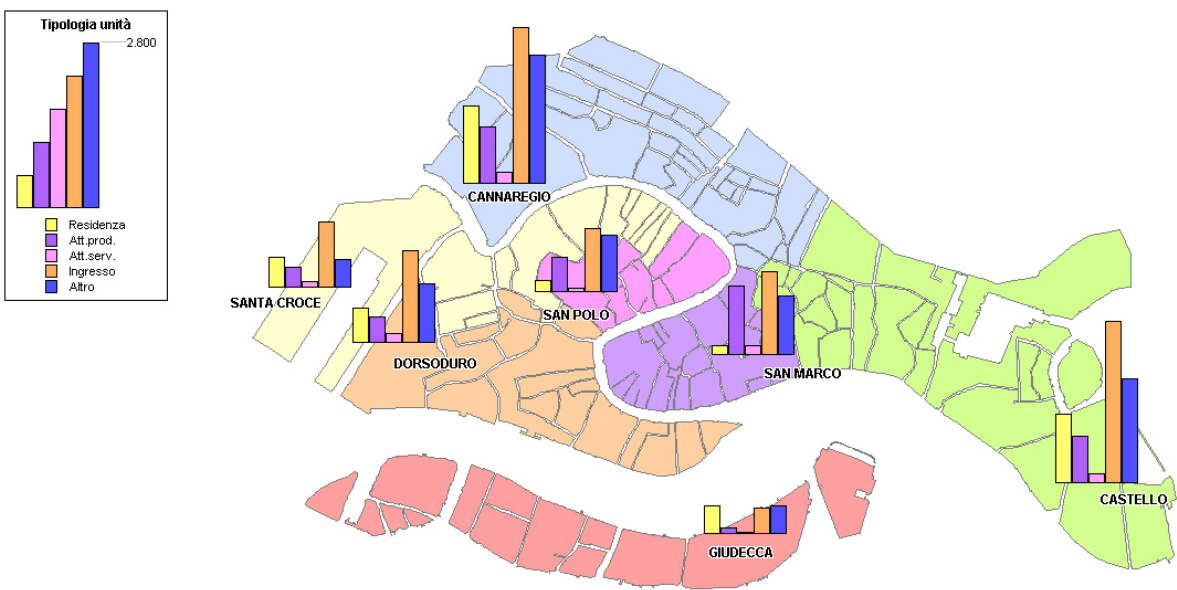 Tipologia unità
2.800
Residenza
Att.prod.
Att.serv.
Ingresso
Altro
CANNAREGIO
SANTA CROCE
SAN POLO
DORSODURO
SAN MARCO
CASTELLO
GIUDECCA